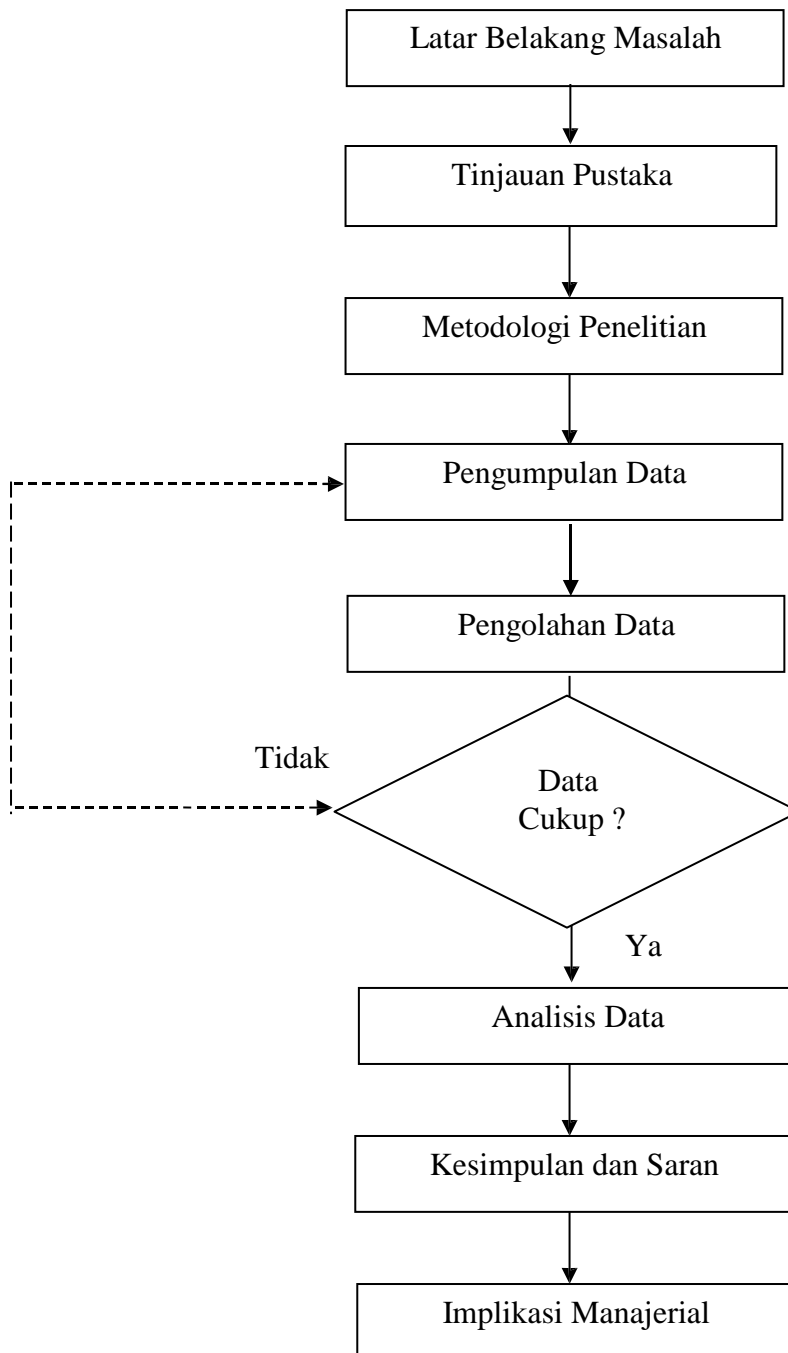 Latar Belakang Masalah
Tinjauan Pustaka
Metodologi Penelitian
Pengumpulan Data
Pengolahan Data
Tidak
Data
Cukup ?
Ya
Analisis Data
Kesimpulan dan Saran
Implikasi Manajerial